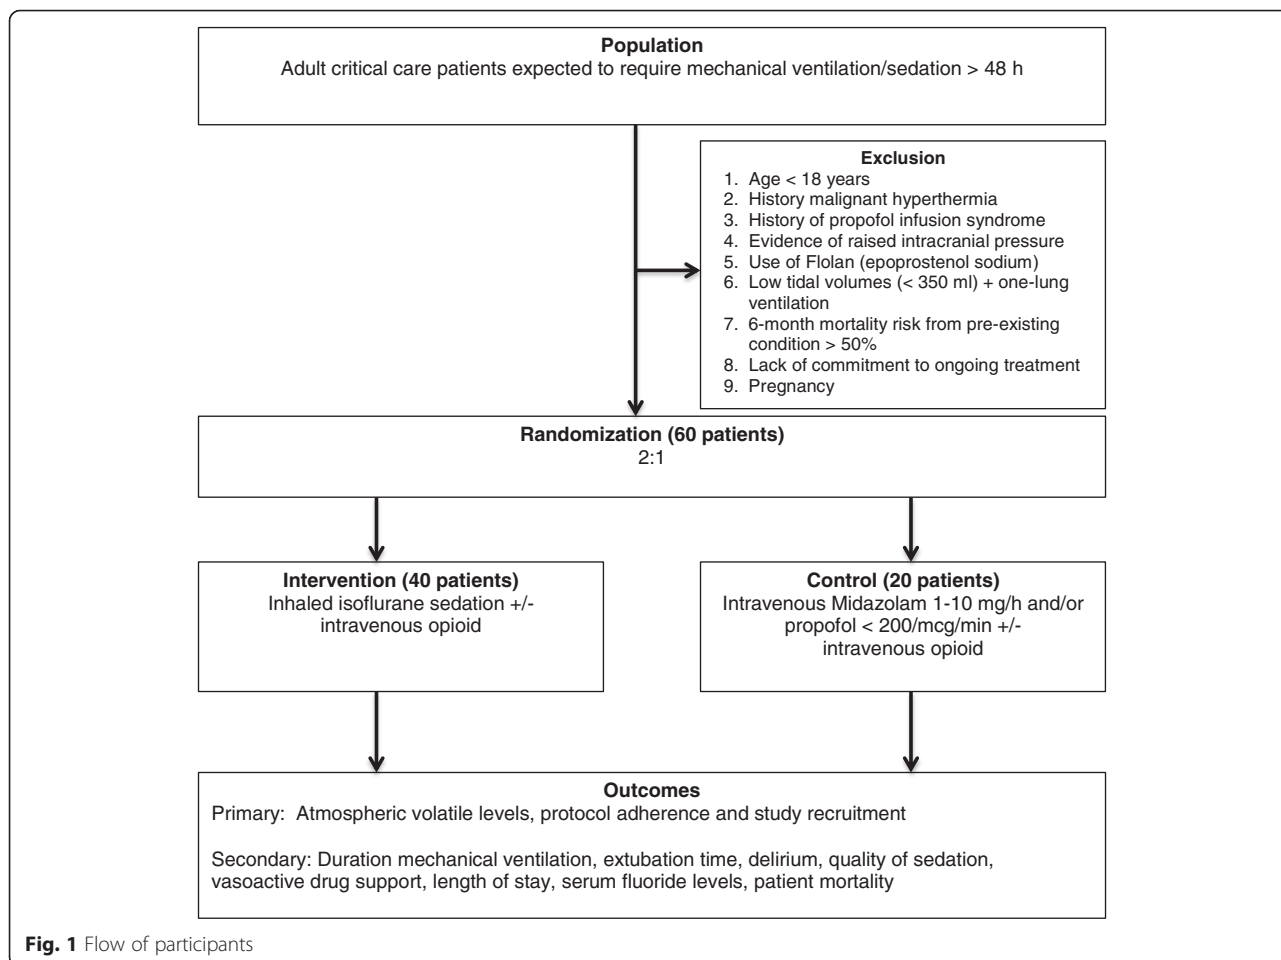 Population
Adult critical care patients expected to require mechanical ventilation/sedation > 48 h
Exclusion
1. Age < 18 years
2. History malignant hyperthermia
3. History of propofol infusion syndrome
4. Evidence of raised intracranial pressure
5. Use of Flolan (epoprostenol sodium)
6. Low tidal volumes (< 350 ml) + one-lung
ventilation
7. 6-month mortality risk from pre-existing
condition > 50%
8. Lack of commitment to ongoing treatment
9. Pregnancy
Randomization (60 patients)
2:1
Intervention (40 patients)
Inhaled isoflurane sedation +/-
intravenous opioid
Control (20 patients)
Intravenous Midazolam 1-10 mg/h and/or
propofol < 200/mcg/min +/-
intravenous opioid
Outcomes
Primary: Atmospheric volatile levels, protocol adherence and study recruitment
Secondary: Duration mechanical ventilation, extubation time, delirium, quality of sedation,
vasoactive drug support, length of stay, serum fluoride levels, patient mortality
Fig. 1 Flow of participants